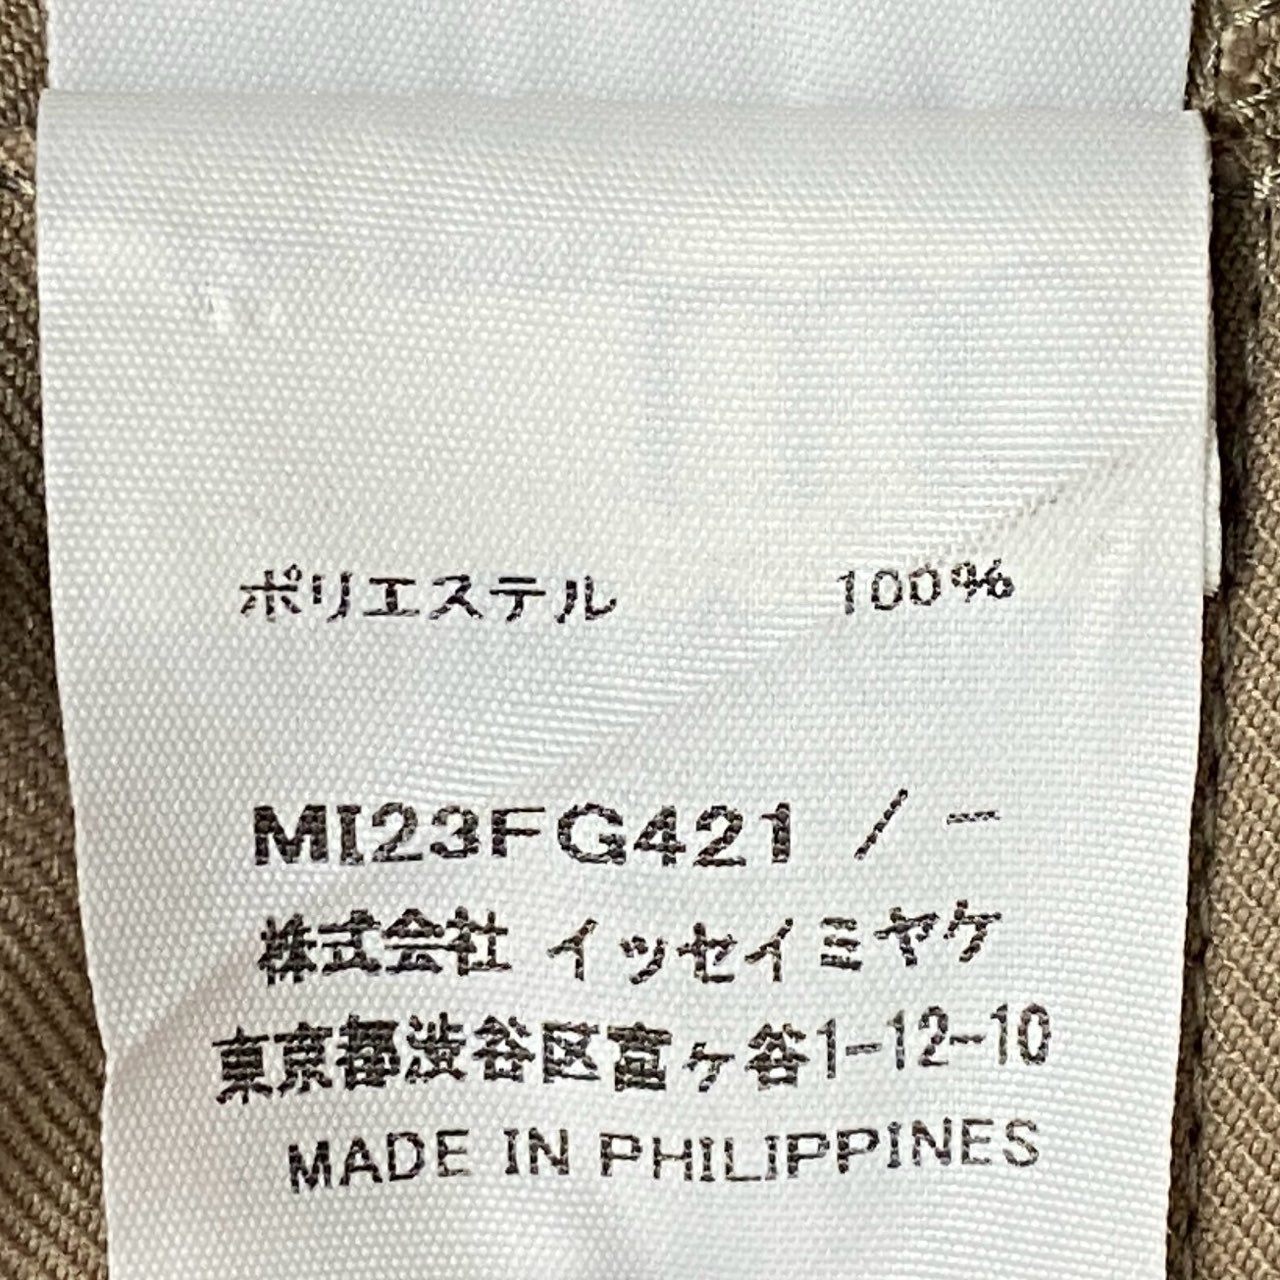 ポリエステル 100%
MI23FG421 / -
株式会社 イッセイミヤケ
東京都渋谷区富ヶ谷1-12-10
MADE IN PHILIPPINES